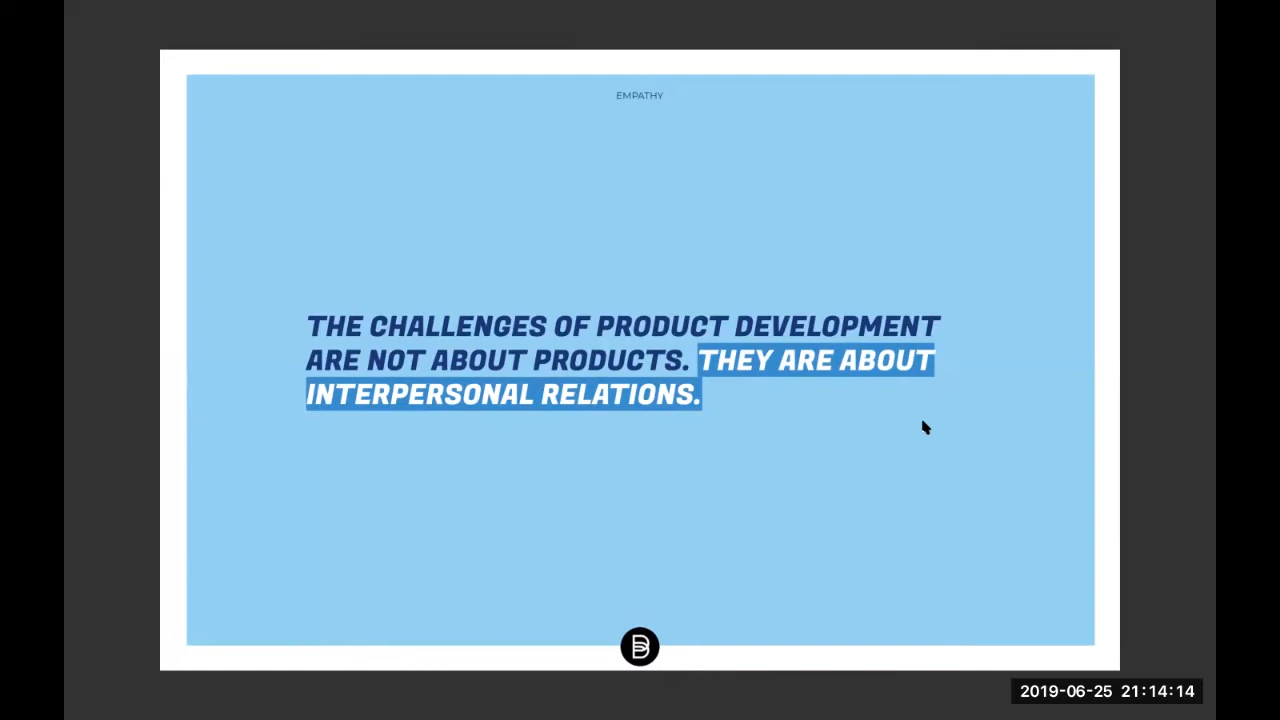 EMPATHY
THE CHALLENGES OF PRODUCT DEVELOPMENT
ARE NOT ABOUT PRODUCTS. THEY ARE ABOUT
INTERPERSONAL RELATIONS.
B
2019-06-25 21:14:14